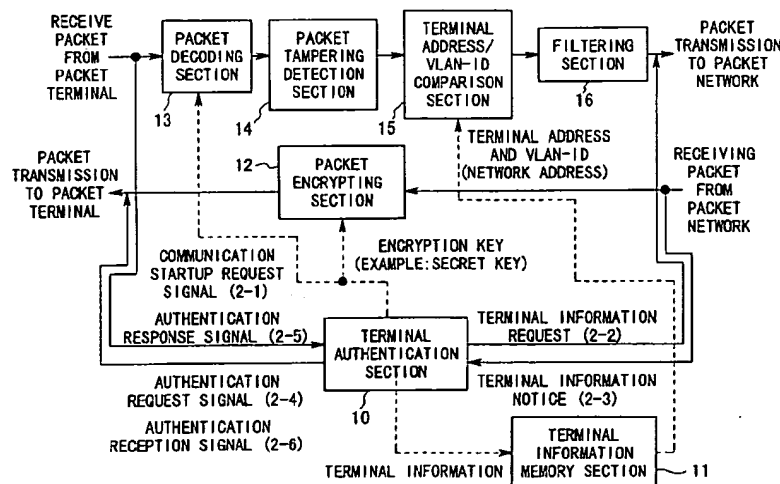 RECEIVE
PACKET
FROM
PACKET
TERMINAL
PACKET
DECODING
SECTION
13
PACKET
TAMPERING
DETECTION
SECTION
14
TERMINAL
ADDRESS/
VLAN-ID
COMPARISON
SECTION
15
FILTERING
SECTION
16
PACKET
TRANSMISSION
TO PACKET
NETWORK
PACKET
TRANSMISSION
TO PACKET
TERMINAL
12
PACKET
ENCRYPTING
SECTION
TERMINAL ADDRESS
AND VLAN-ID
(NETWORK ADDRESS)
RECEIVING
PACKET
FROM
PACKET
NETWORK
COMMUNICATION
STARTUP REQUEST
SIGNAL (2-1)
ENCRYPTION KEY
(EXAMPLE:SECRET KEY)
AUTHENTICATION
RESPONSE SIGNAL (2-5)
TERMINAL
AUTHENTICATION
SECTION
10
TERMINAL INFORMATION
REQUEST (2-2)
AUTHENTICATION
REQUEST SIGNAL (2-4)
TERMINAL INFORMATION
NOTICE (2-3)
AUTHENTICATION
RECEPTION SIGNAL (2-6)
TERMINAL INFORMATION
TERMINAL
INFORMATION
MEMORY SECTION
11